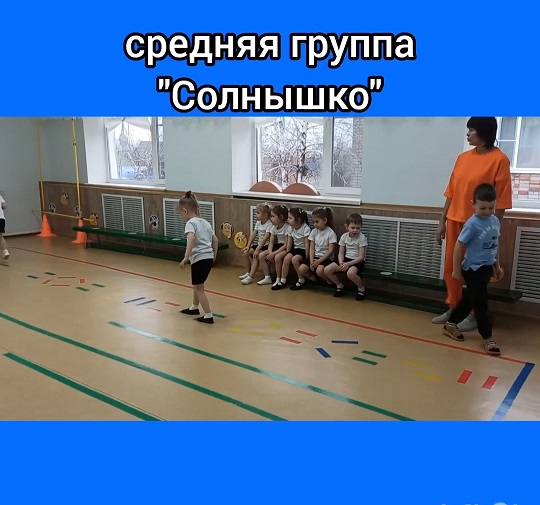 средняя группа
"Солнышко"